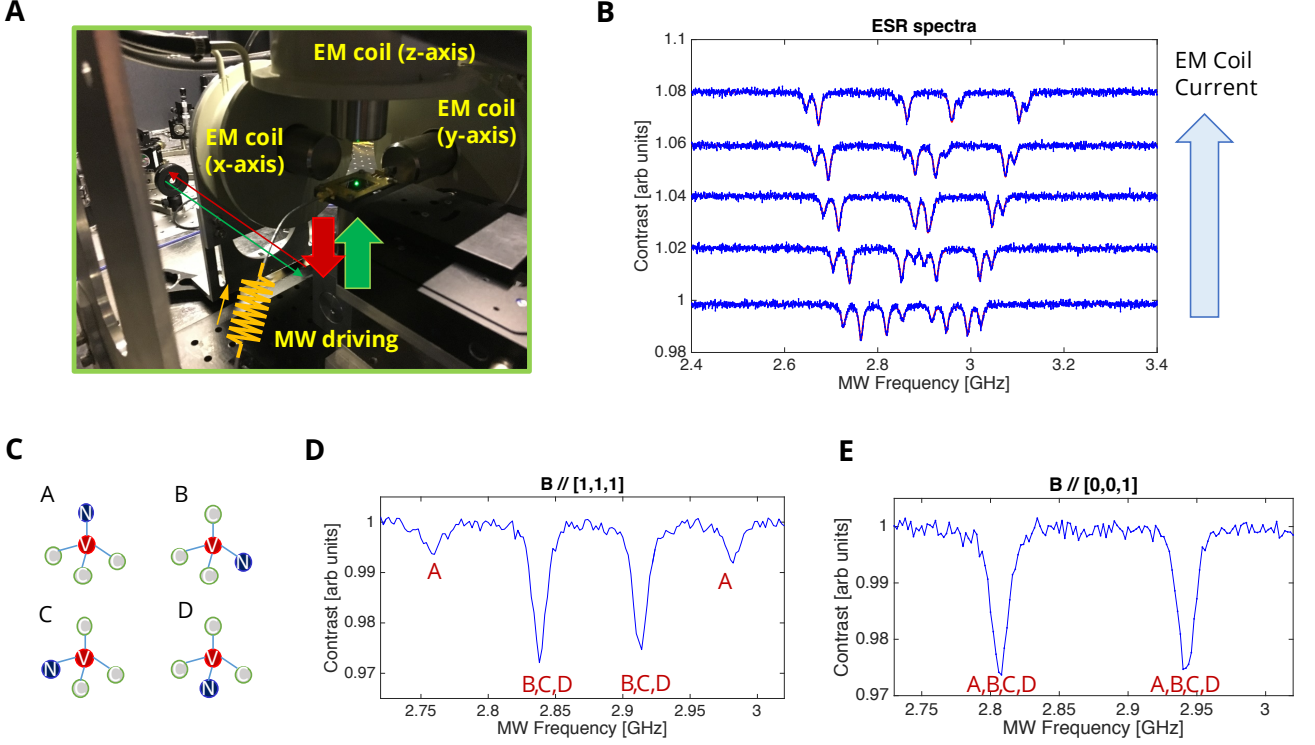 A
EM coil (z-axis)
EM coil
(y-axis)
EM coil
(x-axis)
MW driving
B
ESR spectra
Contrast [arb units]
1.1
1.08
1.06
1.04
1.02
1
0.98
2.4
2.6
2.8
3
3.2
3.4
MW Frequency [GHz]
EM Coil
Current
C
A
N
V
B
V
N
C
N
V
D
V
N
D
B // [1,1,1]
Contrast [arb units]
1
0.99
0.98
0.97
A
A
B,C,D
B,C,D
2.75
2.8
2.85
2.9
2.95
3
MW Frequency [GHz]
E
B // [0,0,1]
Contrast [arb units]
1
0.99
0.98
0.97
A,B,C,D
A,B,C,D
2.75
2.8
2.85
2.9
2.95
3
MW Frequency [GHz]